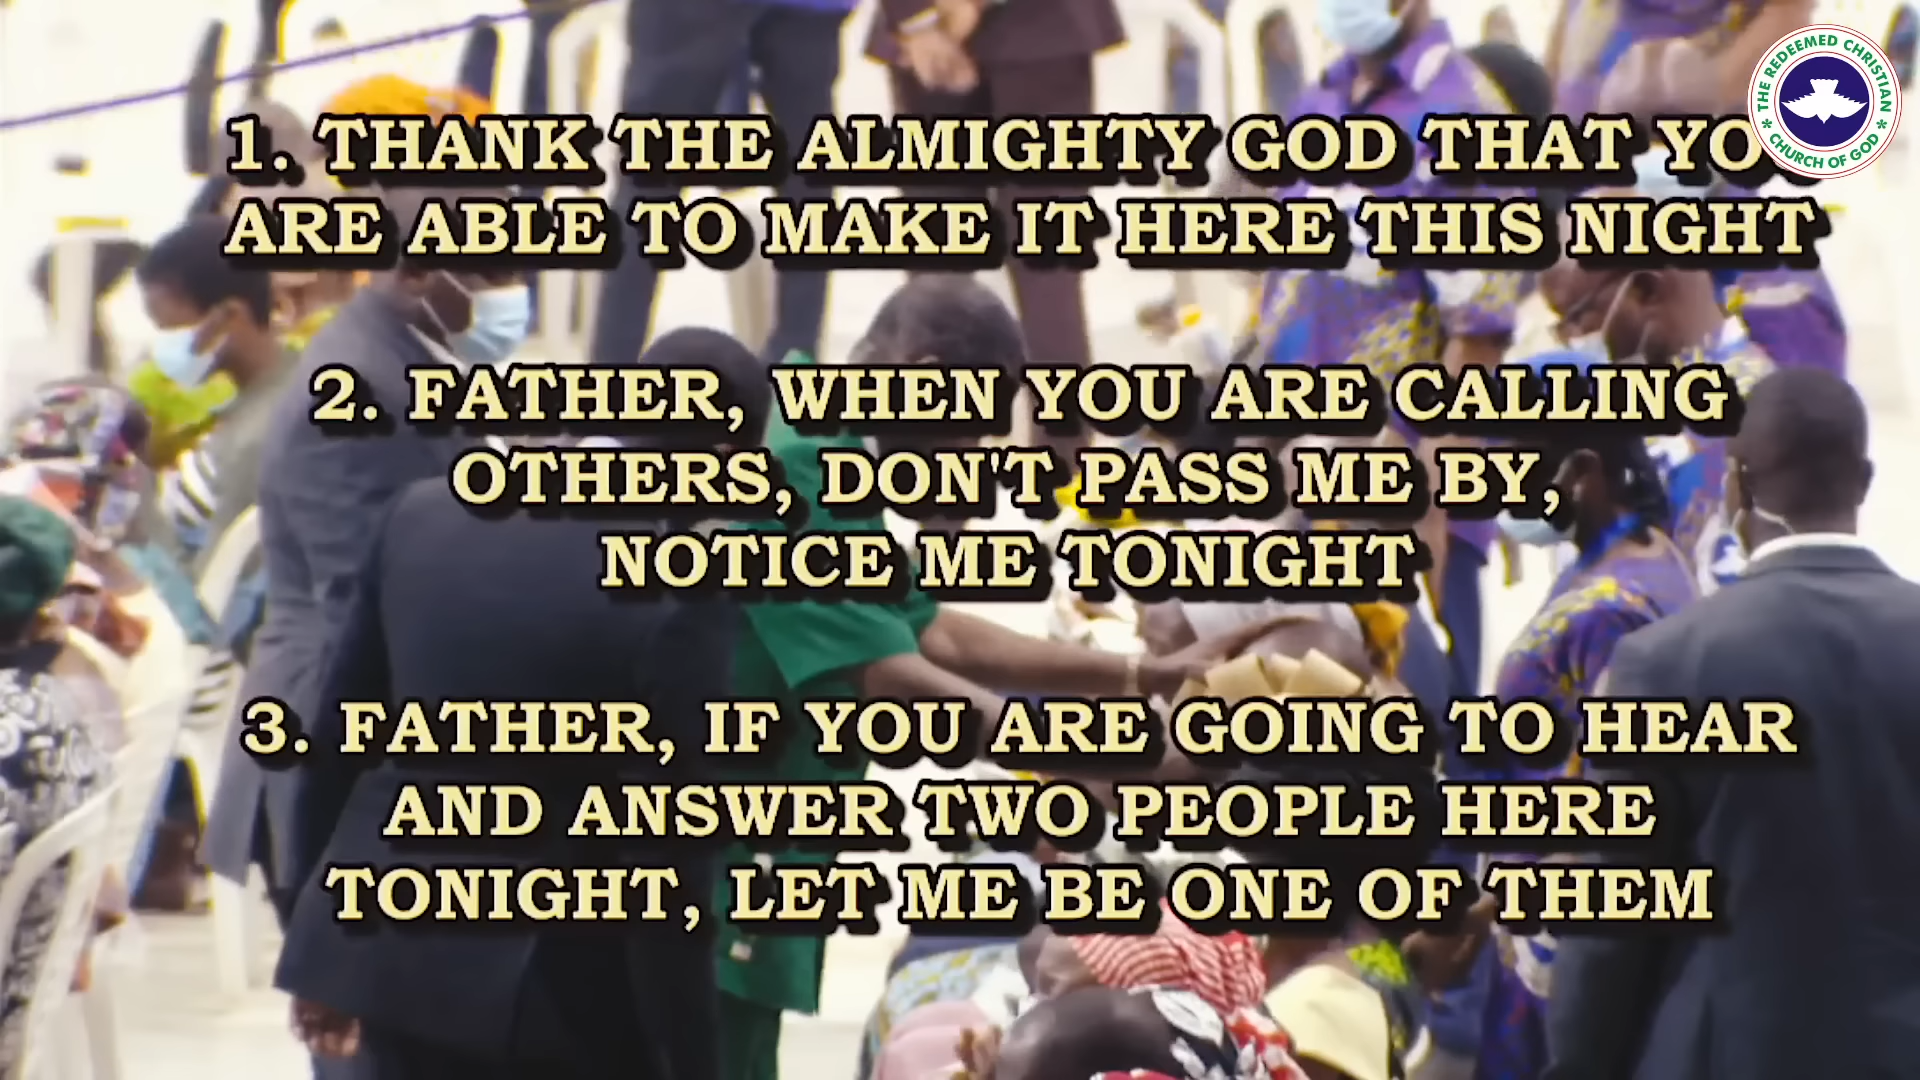 1. THANK THE ALMIGHTY GOD THAT YOU
ARE ABLE TO MAKE IT HERE THIS NIGHT
2. FATHER, WHEN YOU ARE CALLING
OTHERS, DON'T PASS ME BY,
NOTICE ME TONIGHT
3. FATHER, IF YOU ARE GOING TO HEAR
AND ANSWER TWO PEOPLE HERE
TONIGHT, LET ME BE ONE OF THEM
THE REDEEMED CHRISTIAN
* CHURCH OF GOD *